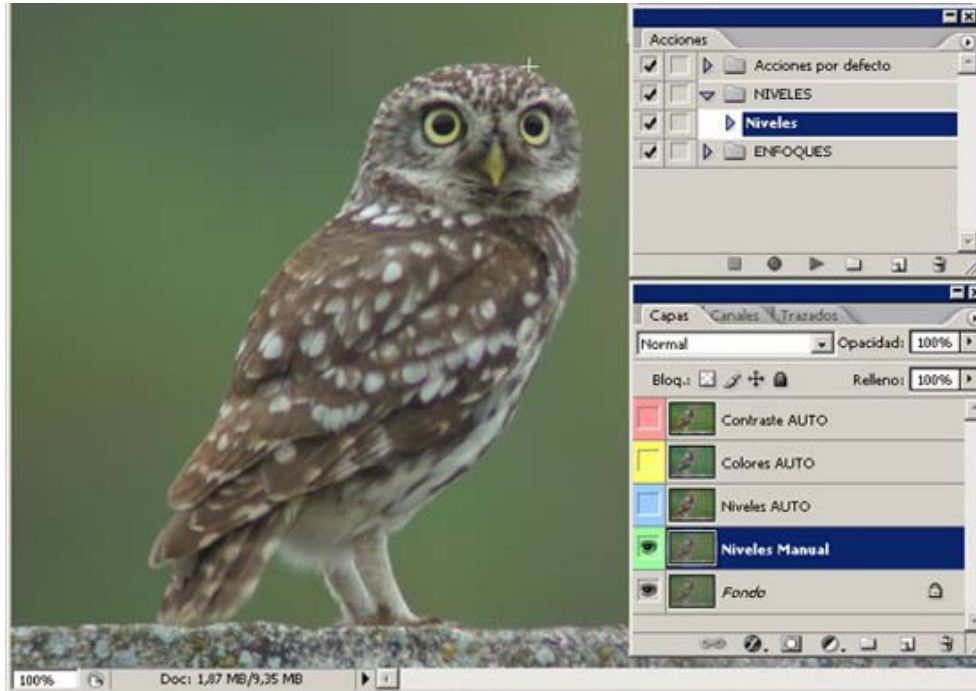 Acciones
Acciones por defecto
NIVELES
Niveles
ENFOQUES
Capas Canales Trazados
Normal Opacidad: 100%
Bloq.: Relleno: 100%
Contraste AUTO
Colores AUTO
Niveles AUTO
Niveles Manual
Fondo
100% Doc: 1,87 MB/9,35 MB